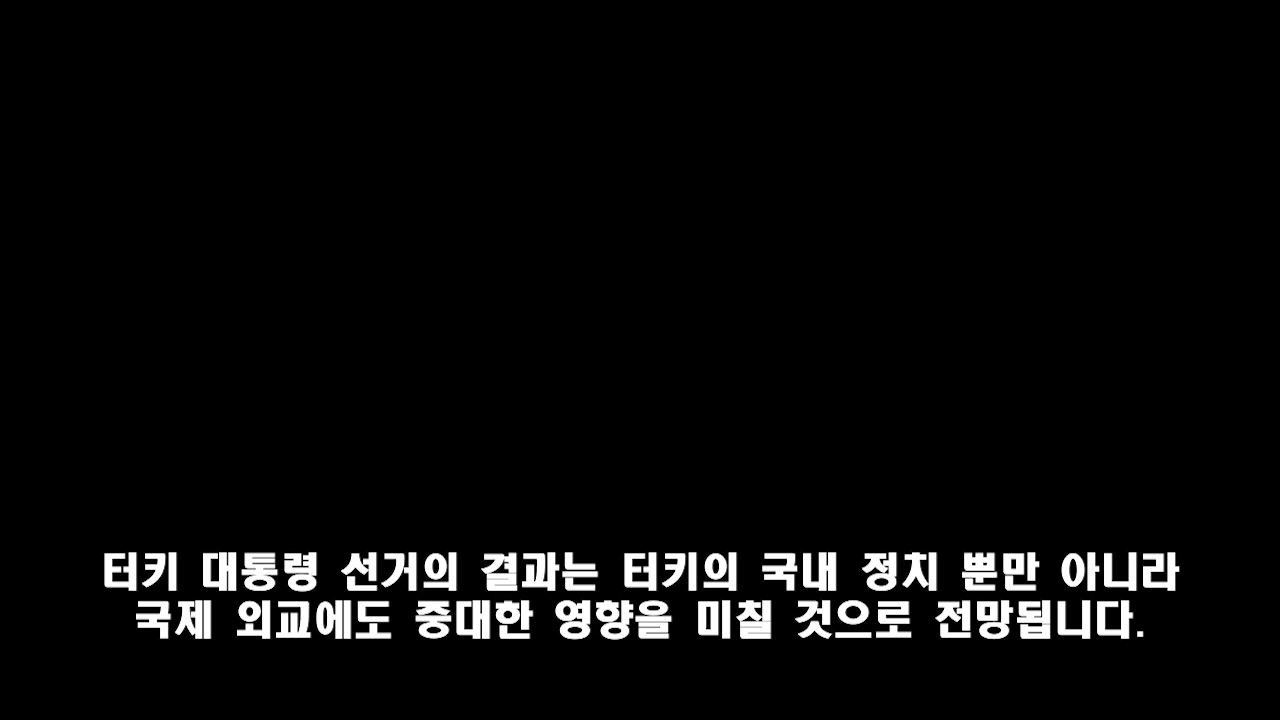 터키 대통령 선거의 결과는 터키의 국내 정치 뿐만 아니라
국제 외교에도 중대한 영향을 미칠 것으로 전망됩니다.